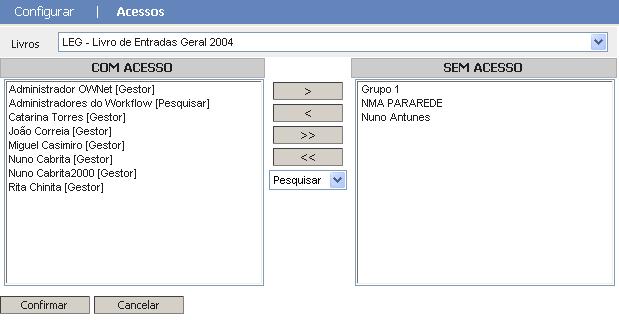 Configurar | Acessos
Livros LEG - Livro de Entradas Geral 2004
COM ACESSO
Administrador OWNet [Gestor]
Administradores do Workflow [Pesquisar]
Catarina Torres [Gestor]
João Correia [Gestor]
Miguel Casimiro [Gestor]
Nuno Cabrita [Gestor]
Nuno Cabrita2000 [Gestor]
Rita Chinita [Gestor]
>
<
>>
<<
Pesquisar
SEM ACESSO
Grupo 1
NMA PARAREDE
Nuno Antunes
Confirmar Cancelar